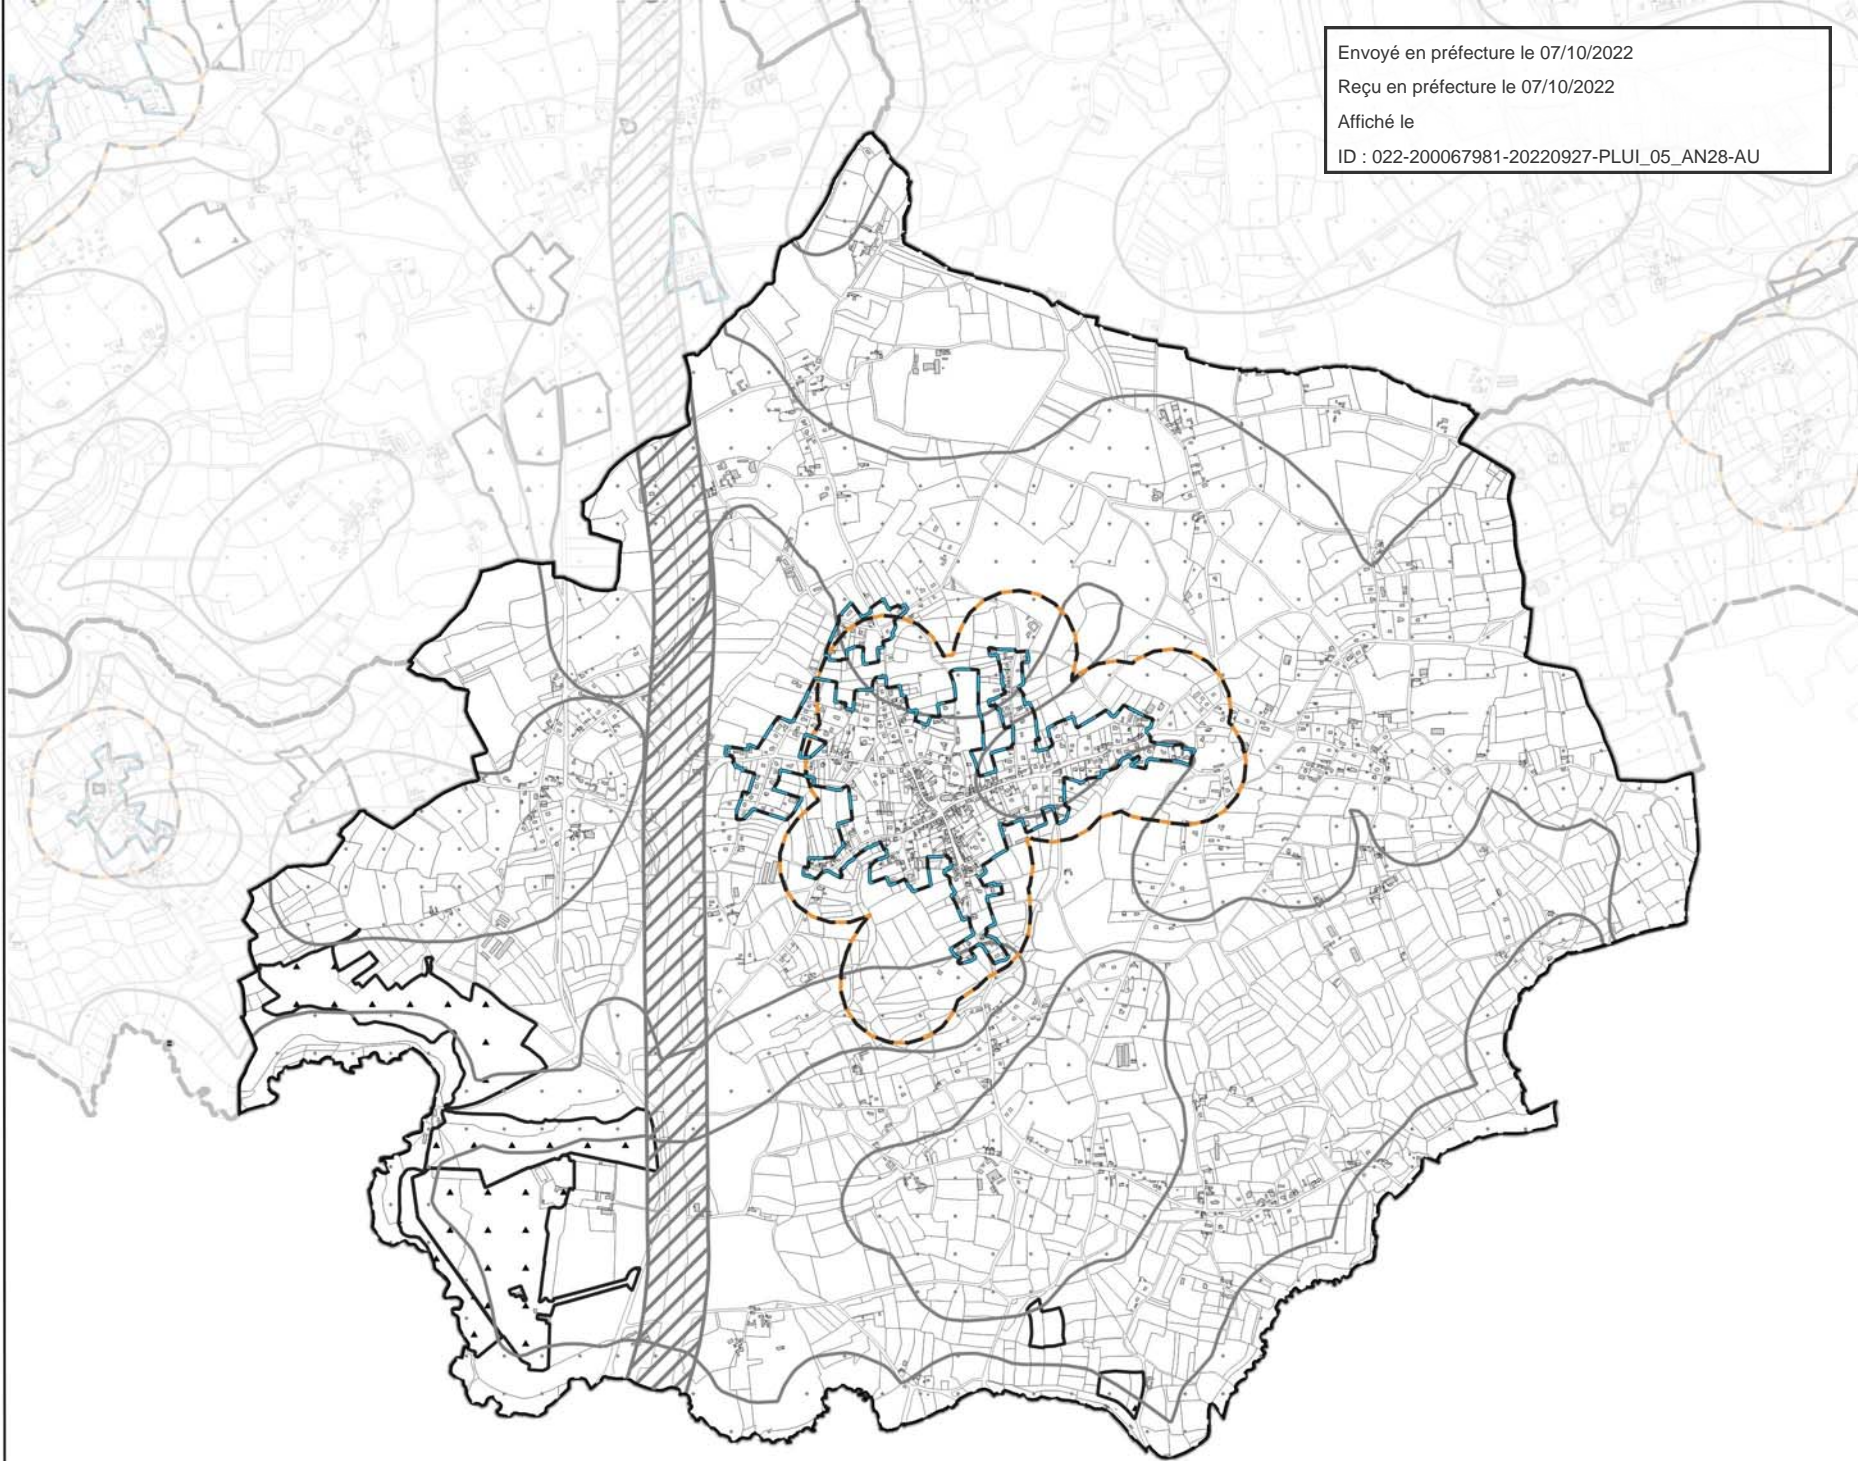 Envoyé en préfecture le 07/10/2022
Reçu en préfecture le 07/10/2022
Affiché le
ID : 022-200067981-20220927-PLUI_05_AN28-AU